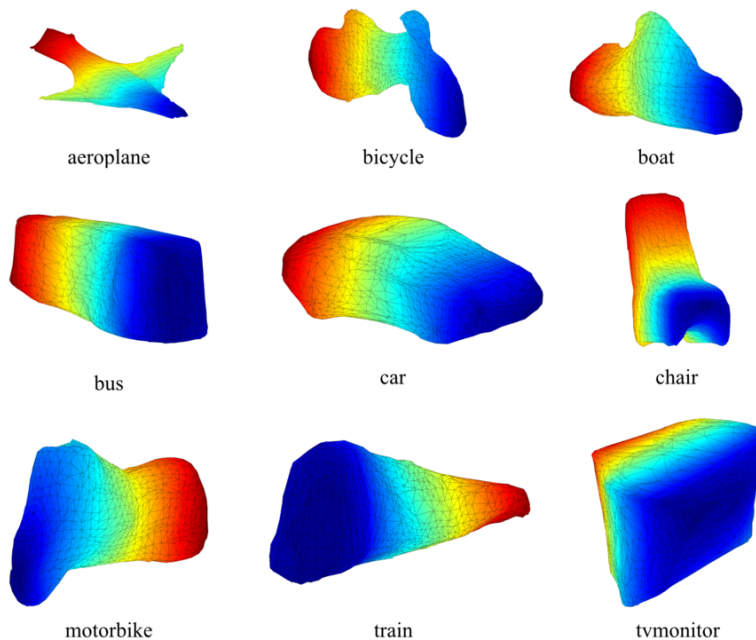 aeroplane
bicycle
boat
bus
car
chair
motorbike
train
tvmonitor